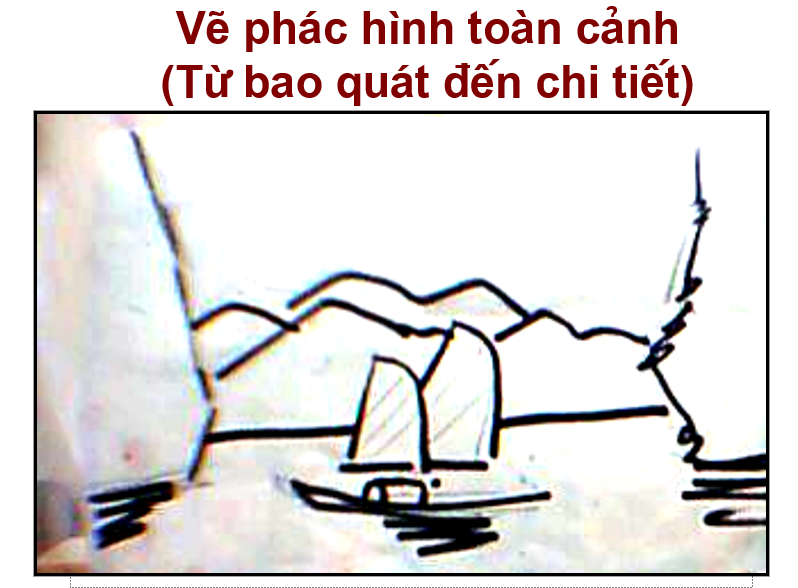 Vẽ phác hình toàn cảnh
(Từ bao quát đến chi tiết)